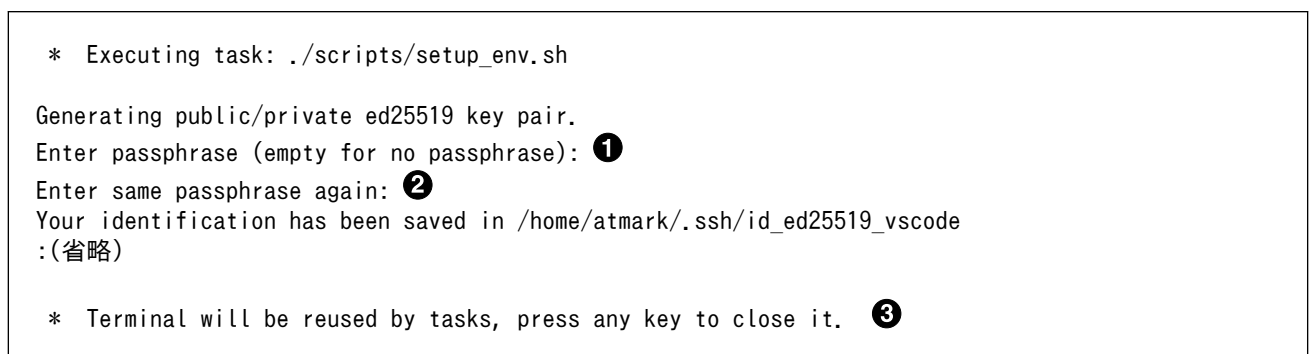 * Executing task: ./scripts/setup_env.sh
Generating public/private ed25519 key pair.
Enter passphrase (empty for no passphrase): ❶
Enter same passphrase again: ❷
Your identification has been saved in /home/atmark/.ssh/id_ed25519_vscode
:(省略)
* Terminal will be reused by tasks, press any key to close it. ❸